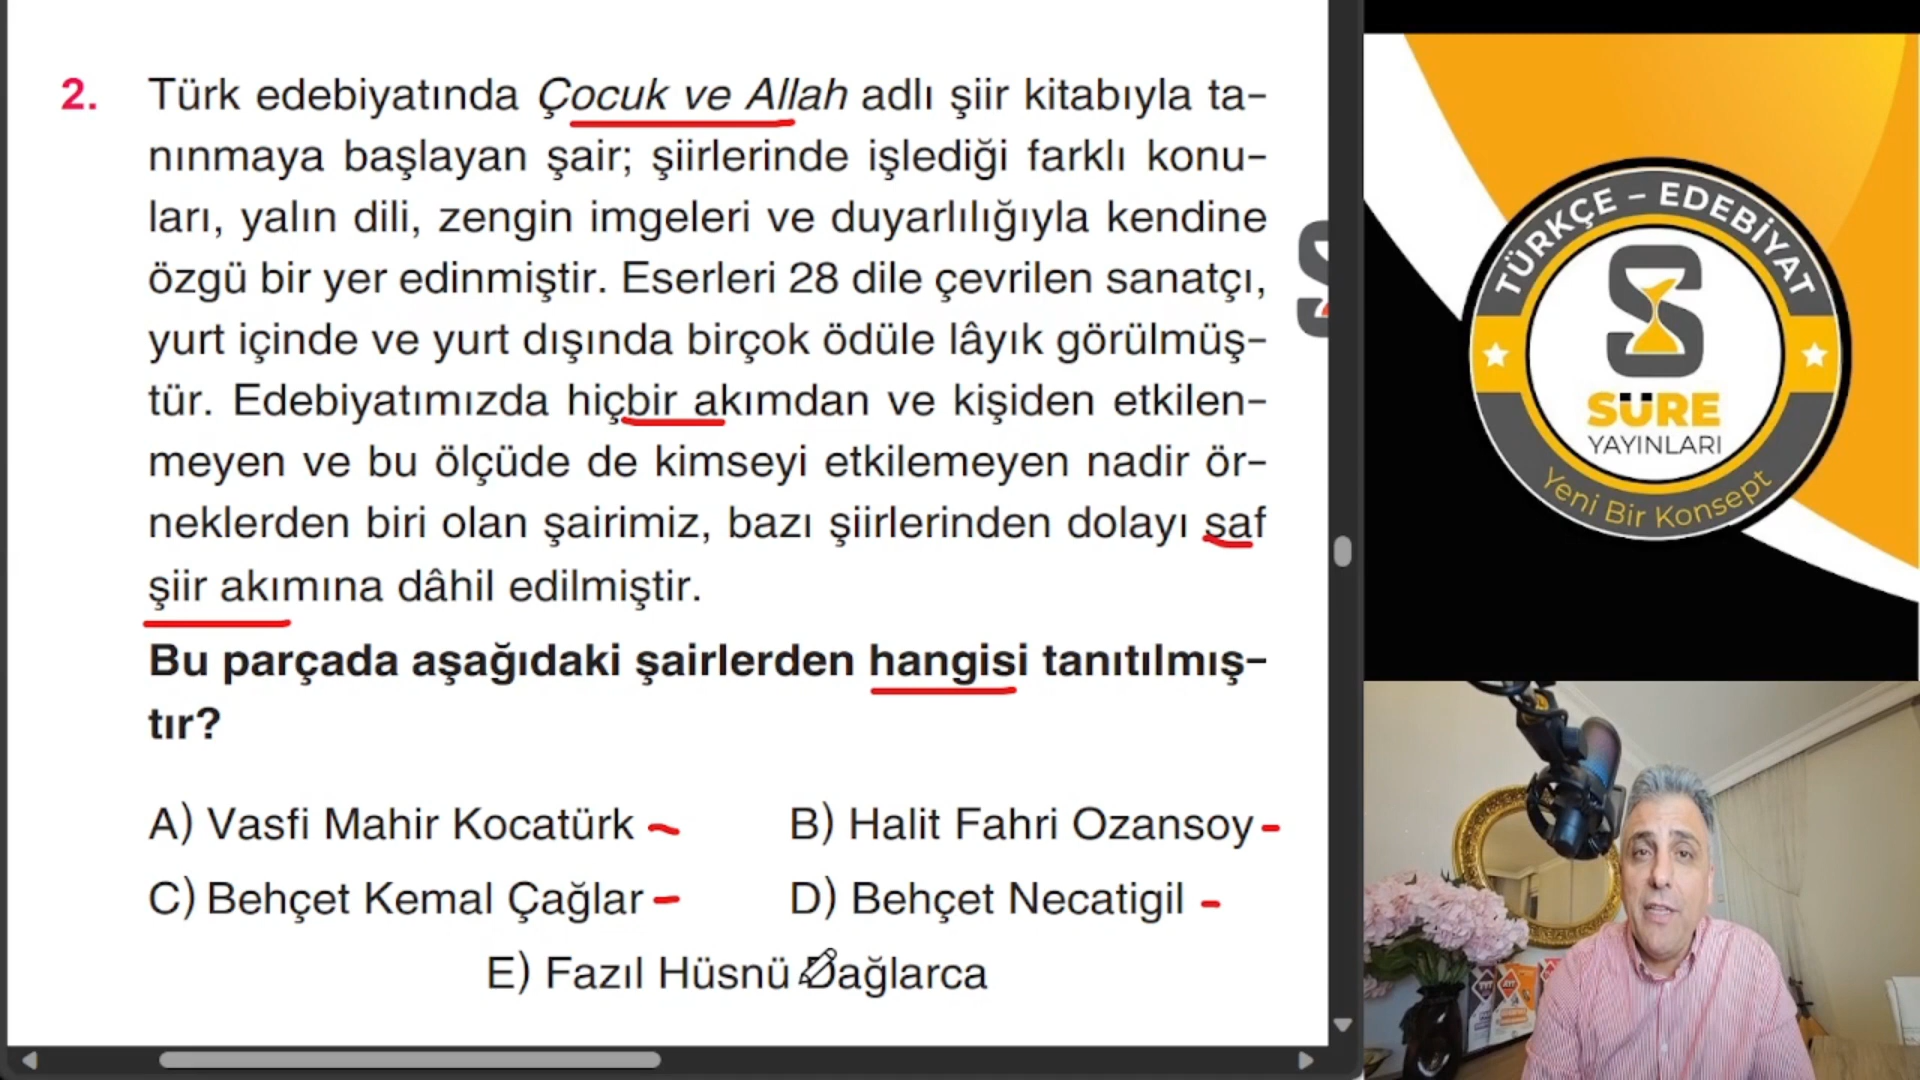 2. Türk edebiyatında Çocuk ve Allah adlı şiir kitabıyla ta-
nınmaya başlayan şair; şiirlerinde işlediği farklı konu-
ları, yalın dili, zengin imgeleri ve duyarlılığıyla kendine
özgü bir yer edinmiştir. Eserleri 28 dile çevrilen sanatçı,
yurt içinde ve yurt dışında birçok ödüle lâyık görülmüş-
tür. Edebiyatımızda hiçbir akımdan ve kişiden etkilen-
meyen ve bu ölçüde de kimseyi etkilemeyen nadir ör-
neklerden biri olan şairimiz, bazı şiirlerinden dolayı saf
şiir akımına dâhil edilmiştir.
Bu parçada aşağıdaki şairlerden hangisi tanıtılmış-
tır?
A) Vasfi Mahir Kocatürk
B) Halit Fahri Ozansoy
C) Behçet Kemal Çağlar
D) Behçet Necatigil
E) Fazıl Hüsnü Dağlarca
TÜRKÇE - EDEBİYAT
SÜRE
YAYINLARI
Yeni Bir Konsept
TYT
AYT